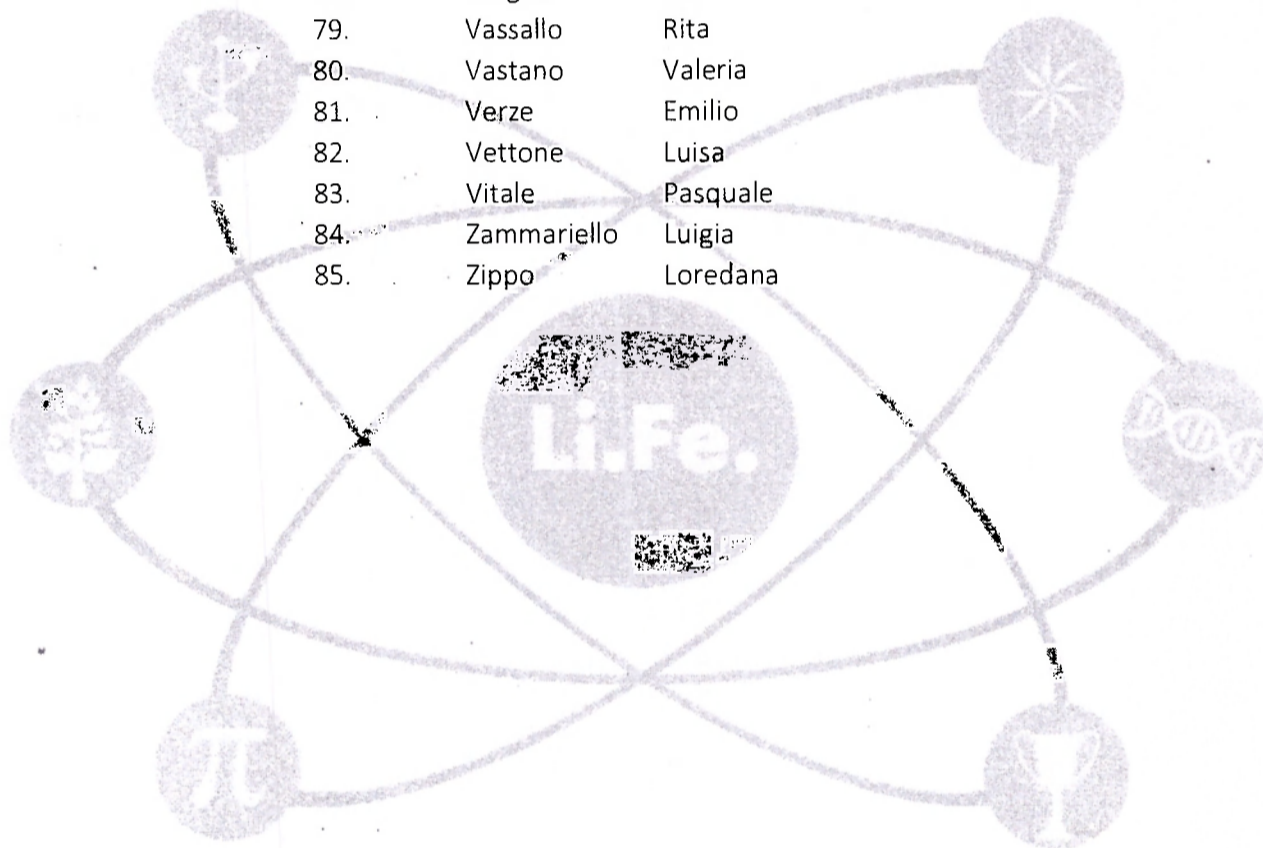 79. Vassallo Rita
80. Vastano Valeria
81. Verze Emilio
82. Vettone Luisa
83. Vitale Pasquale
84. Zammariello Luigia
85. Zippo Loredana
Li.Fe.
π